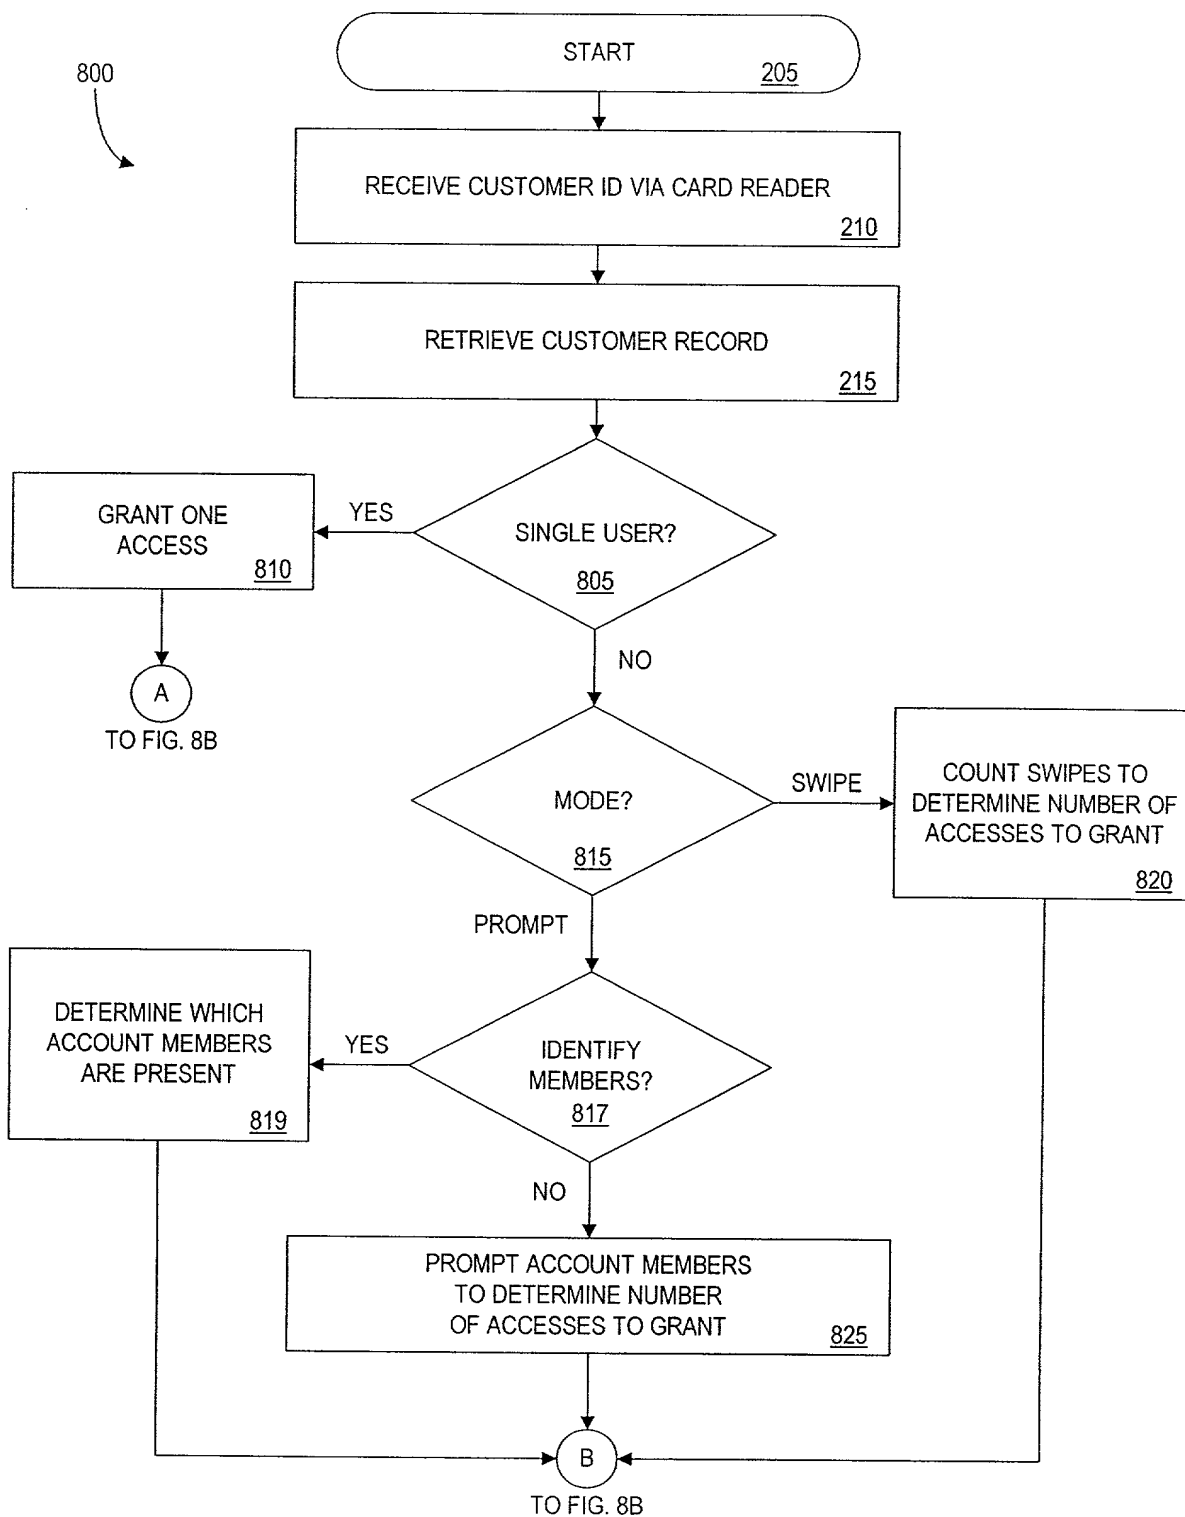 START
205
800
RECEIVE CUSTOMER ID VIA CARD READER
210
RETRIEVE CUSTOMER RECORD
215
GRANT ONE
ACCESS
810
YES
SINGLE USER?
805
NO
A
TO FIG. 8B
MODE?
815
SWIPE
COUNT SWIPES TO
DETERMINE NUMBER OF
ACCESSES TO GRANT
820
PROMPT
DETERMINE WHICH
ACCOUNT MEMBERS
ARE PRESENT
819
YES
IDENTIFY
MEMBERS?
817
NO
PROMPT ACCOUNT MEMBERS
TO DETERMINE NUMBER
OF ACCESSES TO GRANT
825
B
TO FIG. 8B